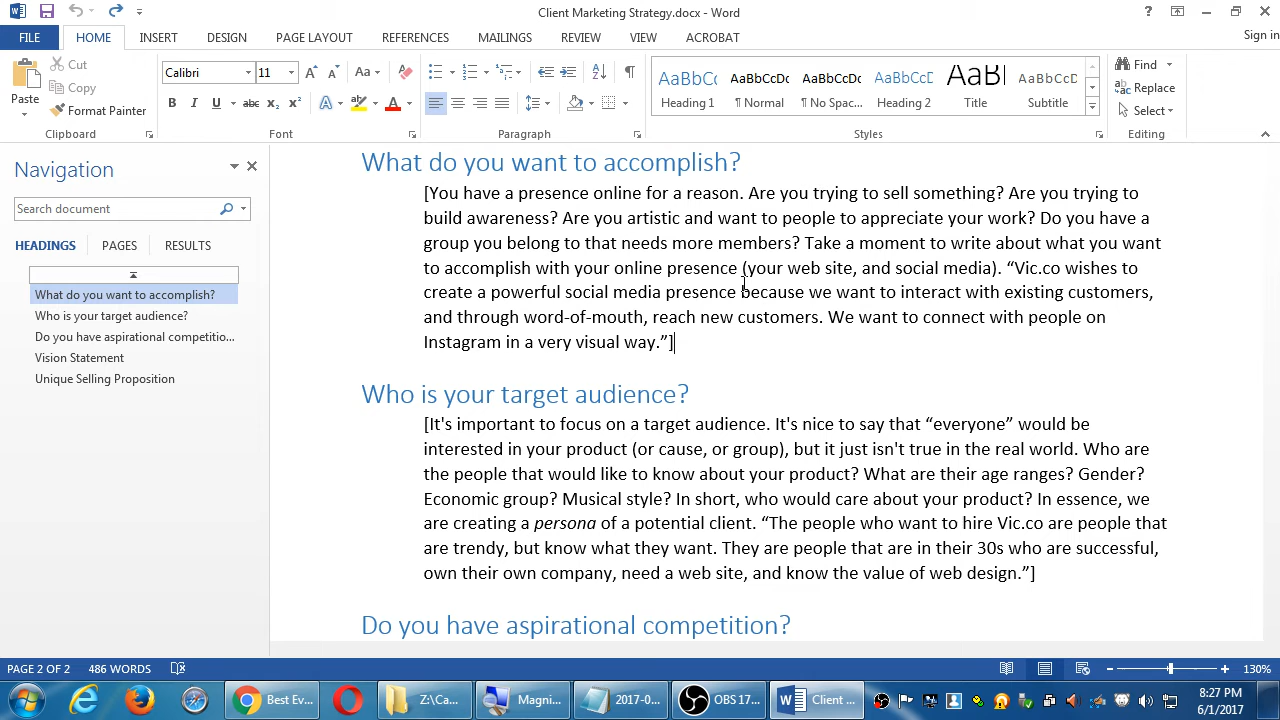 Client Marketing Strategy.docx - Word
FILE HOME INSERT DESIGN PAGE LAYOUT REFERENCES MAILINGS REVIEW VIEW ACROBAT Sign in
Paste
Cut
Copy
Format Painter
Calibri 11
AaBbCc AaBbCcDc AaBbCcDc AaBbCcD AaB AaBbCcD
Heading 1 ¶ Normal ¶ No Spac... Heading 2 Title Subtitle
Find
Replace
Select
Clipboard Font Paragraph Styles Editing
Navigation
Search document
HEADINGS PAGES RESULTS
What do you want to accomplish?
Who is your target audience?
Do you have aspirational competitio...
Vision Statement
Unique Selling Proposition
What do you want to accomplish?
[You have a presence online for a reason. Are you trying to sell something? Are you trying to
build awareness? Are you artistic and want to people to appreciate your work? Do you have a
group you belong to that needs more members? Take a moment to write about what you want
to accomplish with your online presence (your web site, and social media). “Vic.co wishes to
create a powerful social media presence because we want to interact with existing customers,
and through word-of-mouth, reach new customers. We want to connect with people on
Instagram in a very visual way.”]
Who is your target audience?
[It's important to focus on a target audience. It's nice to say that “everyone” would be
interested in your product (or cause, or group), but it just isn't true in the real world. Who are
the people that would like to know about your product? What are their age ranges? Gender?
Economic group? Musical style? In short, who would care about your product? In essence, we
are creating a persona of a potential client. “The people who want to hire Vic.co are people that
are trendy, but know what they want. They are people that are in their 30s who are successful,
own their own company, need a web site, and know the value of web design.”]
Do you have aspirational competition?
PAGE 2 OF 2 486 WORDS 130%
Best Ev... Z:\Ca... Magni... 2017-0... OBS 17... Client ...
8:27 PM
6/1/2017